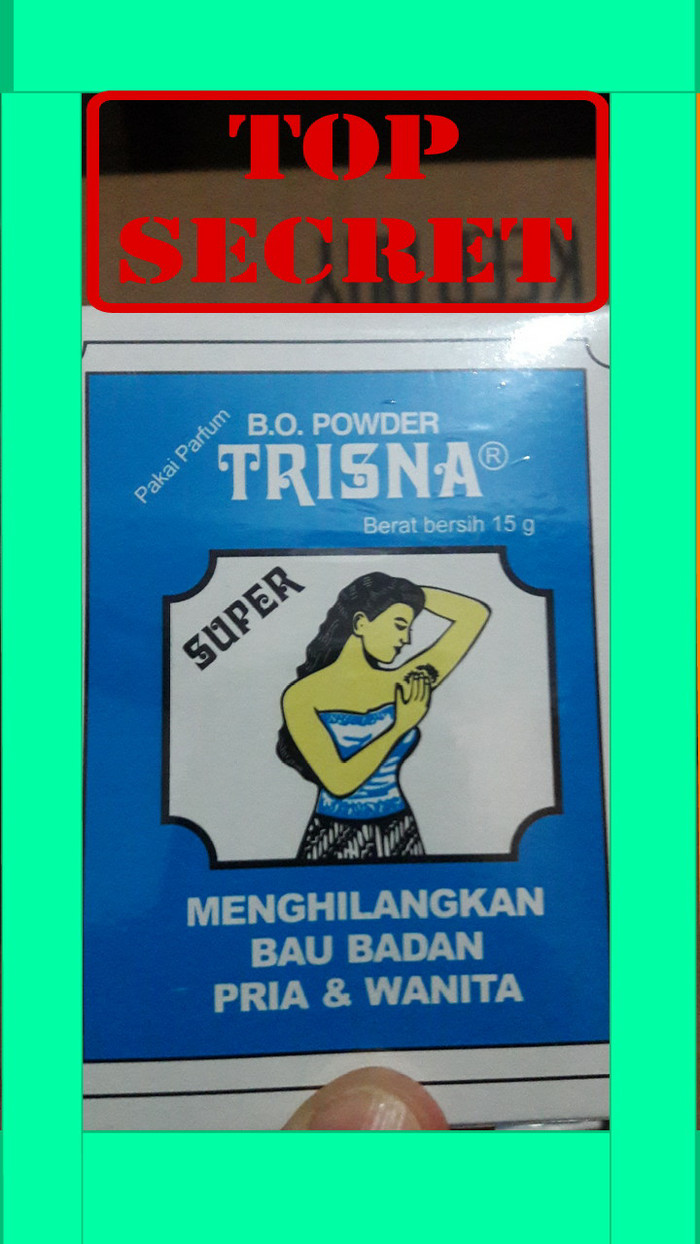 TOP
SECRET
Pakai Parfum
B.O. POWDER
TRISNA®
Berat bersih 15 g
SUPER
MENGHILANGKAN
BAU BADAN
PRIA & WANITA